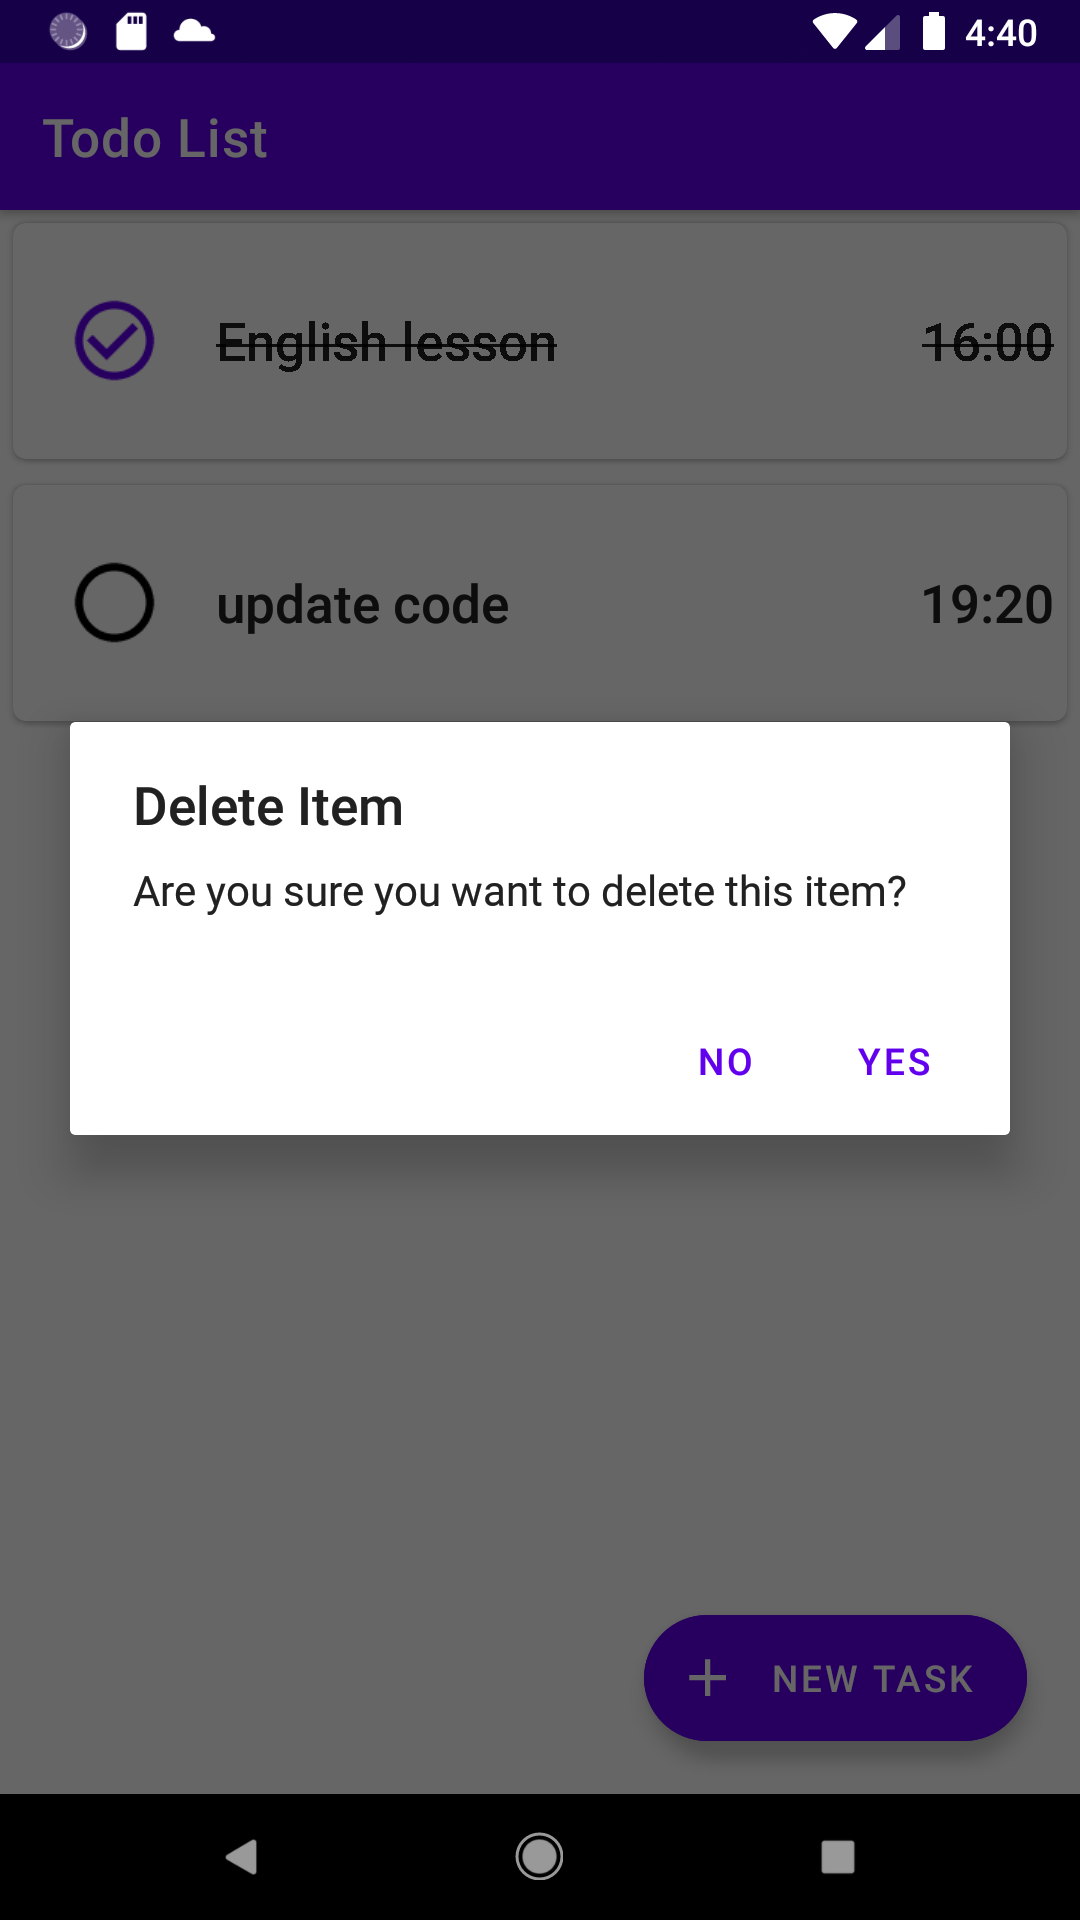 4:40
Todo List
English lesson 16:00
update code 19:20
Delete Item
Are you sure you want to delete this item?
NO YES
NEW TASK